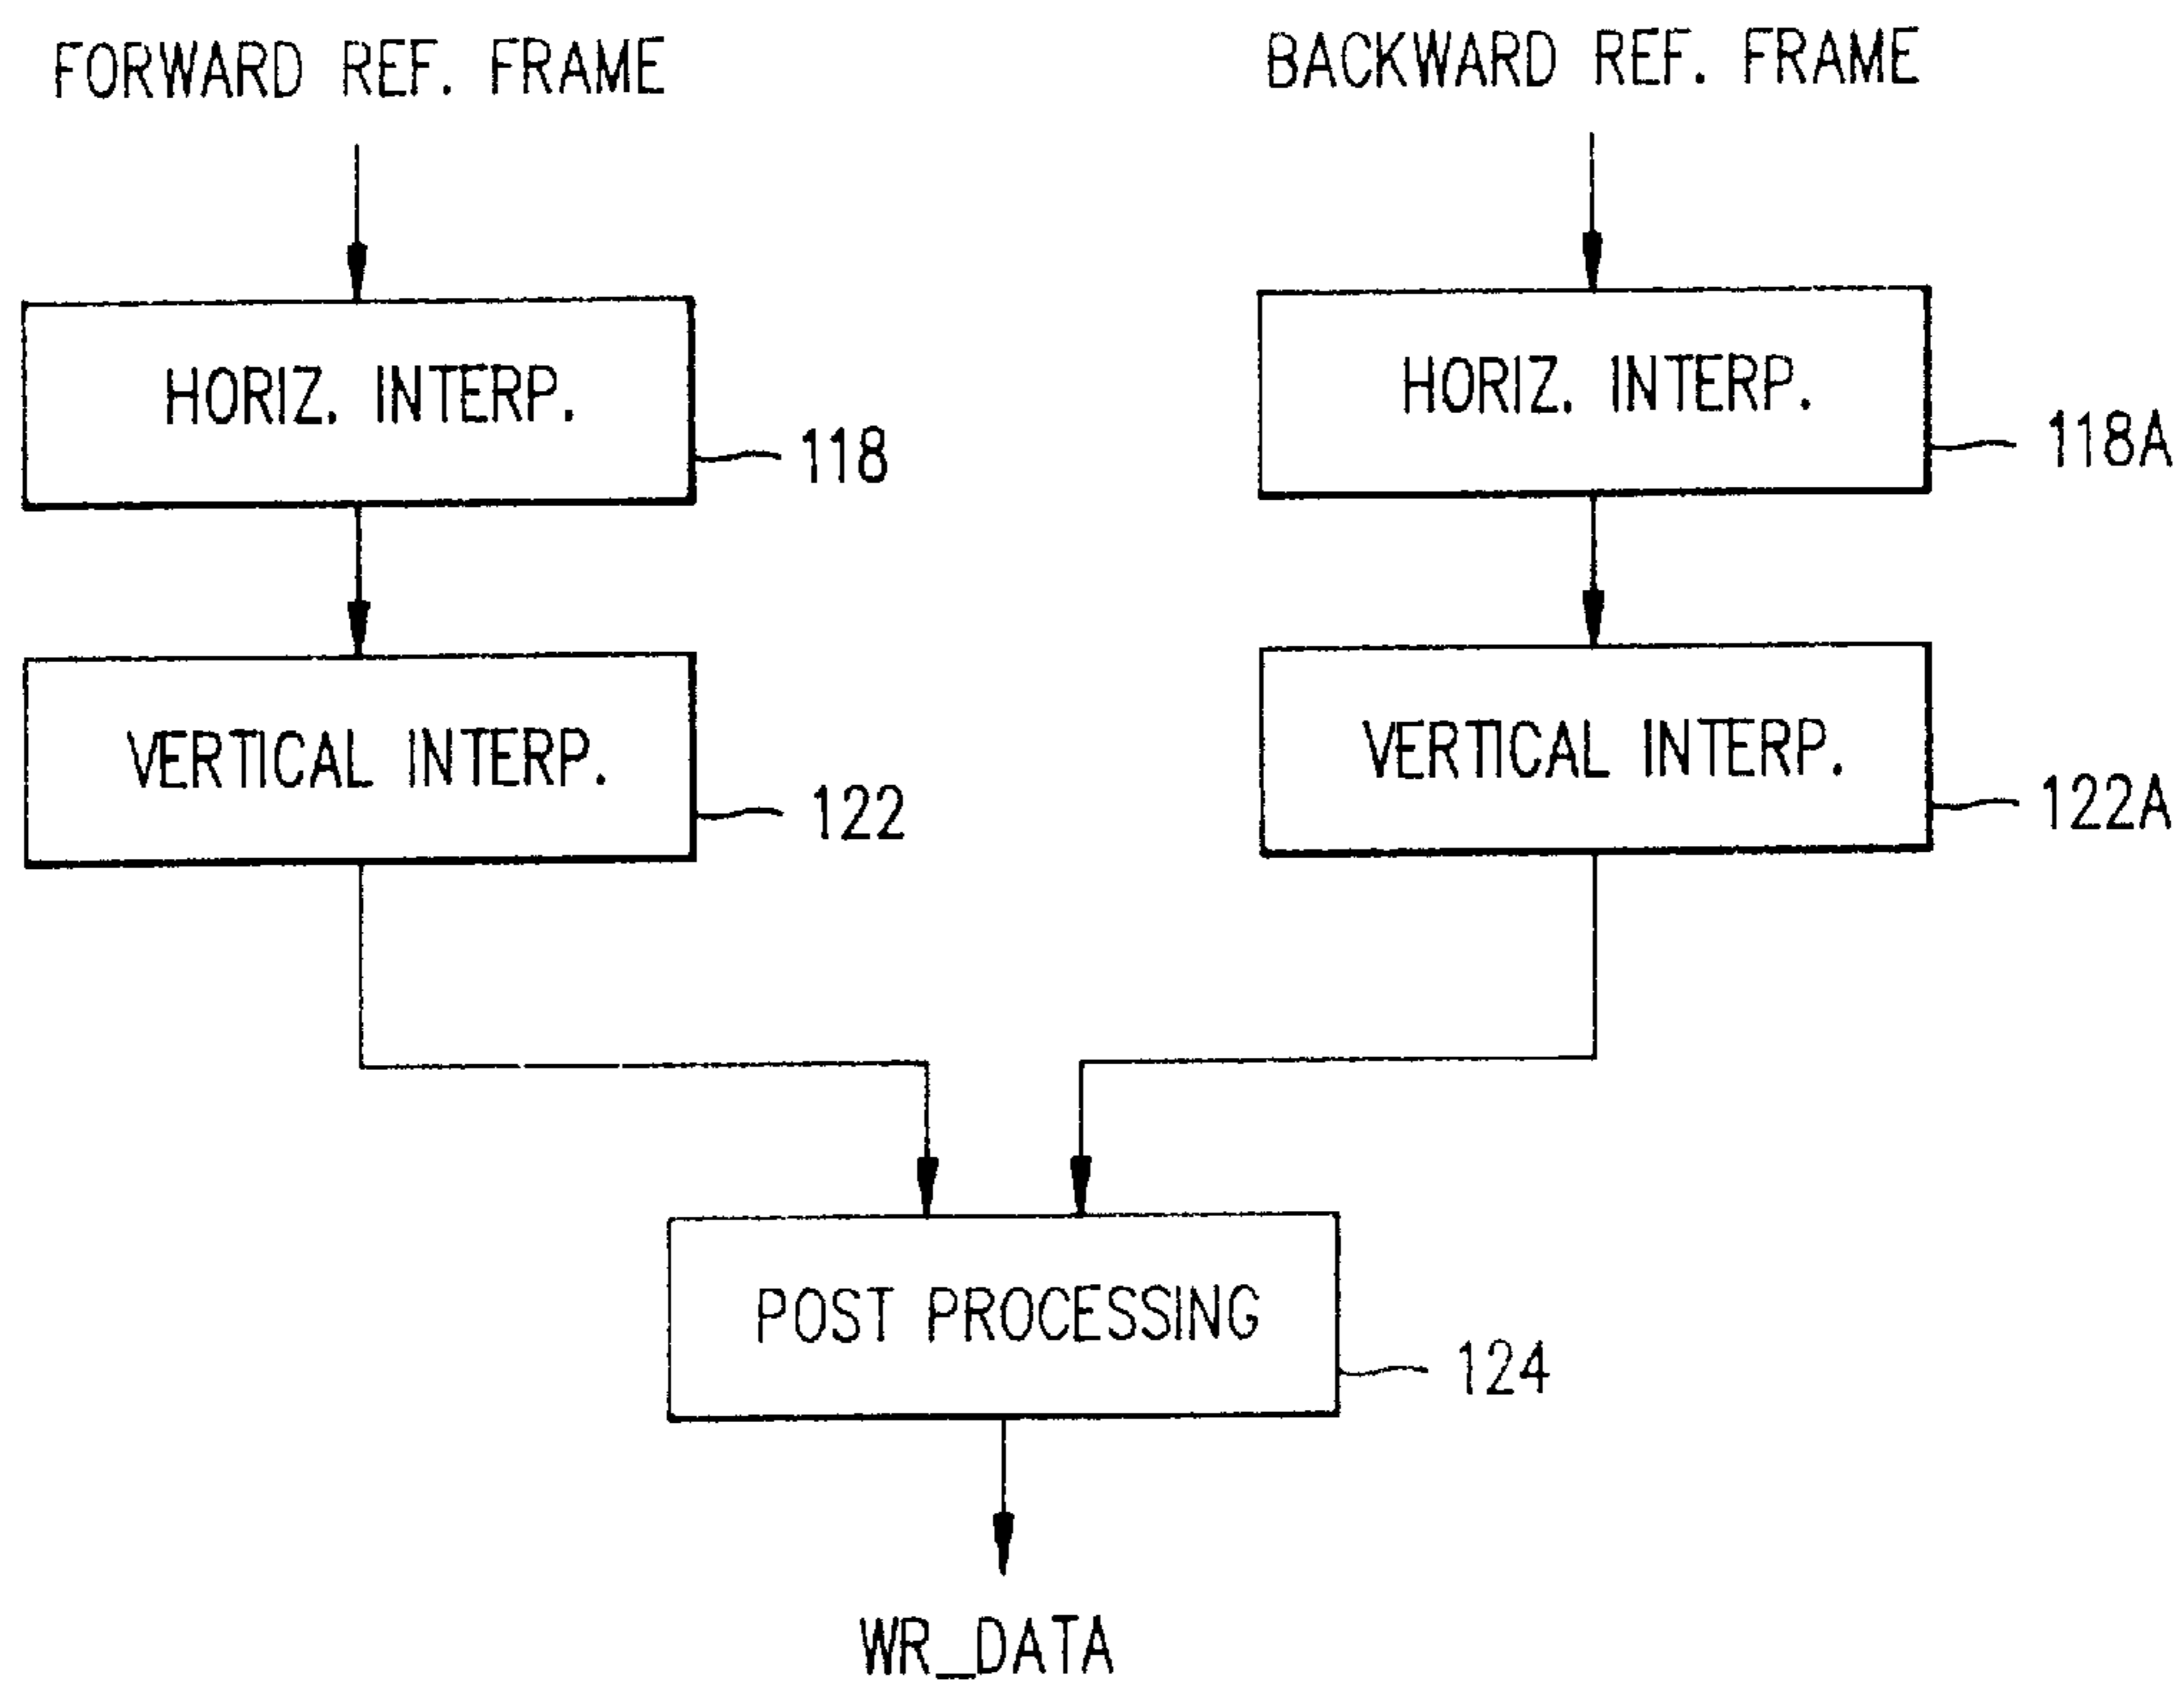 FORWARD REF. FRAME
BACKWARD REF. FRAME
HORIZ. INTERP.
118
HORIZ. INTERP.
118A
VERTICAL INTERP.
122
VERTICAL INTERP.
122A
POST PROCESSING
124
WR_DATA